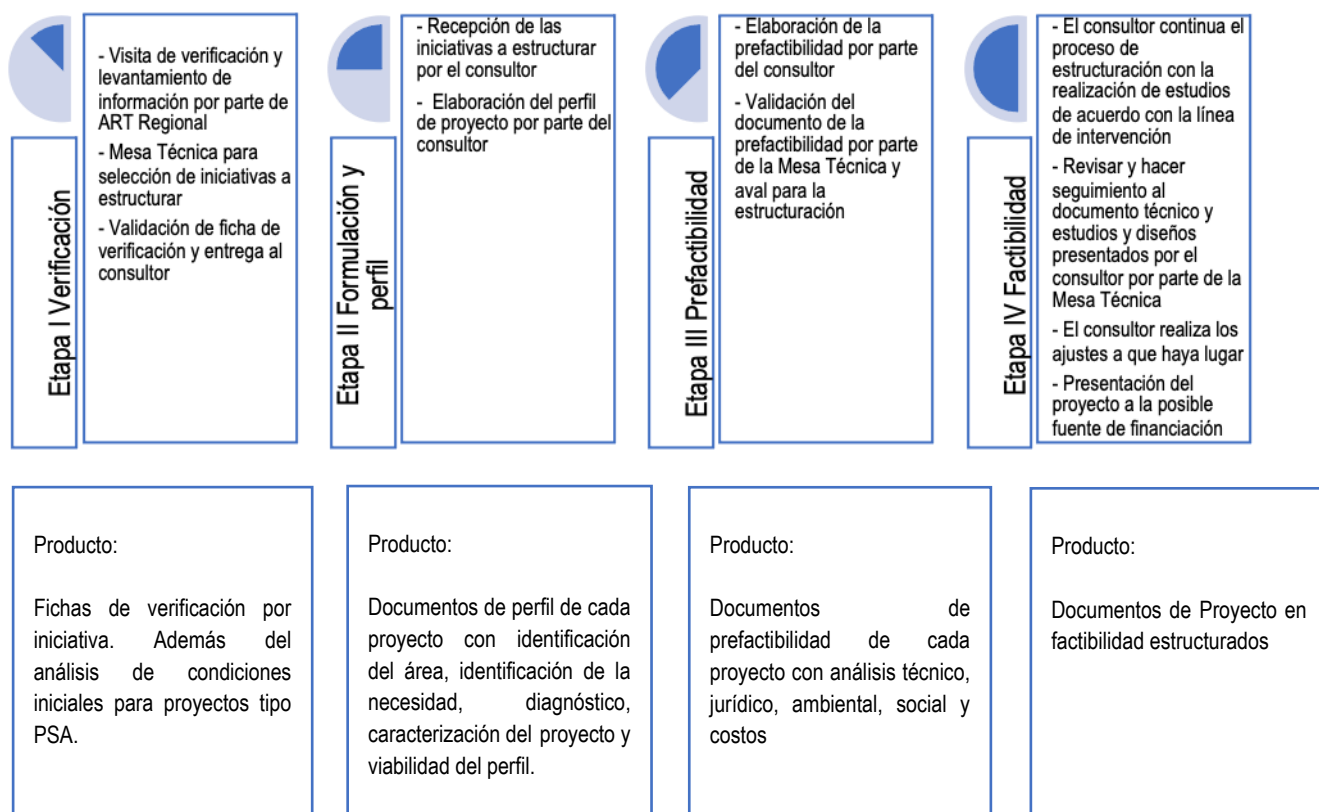 Etapa I Verificación
- Visita de verificación y
levantamiento de
información por parte de
ART Regional
- Mesa Técnica para
selección de iniciativas a
estructurar
- Validación de ficha de
verificación y entrega al
consultor
Etapa II Formulación y
perfil
- Recepción de las
iniciativas a estructurar
por el consultor
- Elaboración del perfil
de proyecto por parte del
consultor
Etapa III Prefactibilidad
- Elaboración de la
prefactibilidad por parte
del consultor
- Validación del
documento de la
prefactibilidad por parte
de la Mesa Técnica y
aval para la
estructuración
Etapa IV Factibilidad
- El consultor continua el
proceso de
estructuración con la
realización de estudios
de acuerdo con la línea
de intervención
- Revisar y hacer
seguimiento al
documento técnico y
estudios y diseños
presentados por el
consultor por parte de la
Mesa Técnica
- El consultor realiza los
ajustes a que haya lugar
- Presentación del
proyecto a la posible
fuente de financiación
Producto:
Fichas de verificación por
iniciativa. Además del
análisis de condiciones
iniciales para proyectos tipo
PSA.
Producto:
Documentos de perfil de cada
proyecto con identificación
del área, identificación de la
necesidad, diagnóstico,
caracterización del proyecto y
viabilidad del perfil.
Producto:
Documentos de
prefactibilidad de cada
proyecto con análisis técnico,
jurídico, ambiental, social y
costos
Producto:
Documentos de Proyecto en
factibilidad estructurados